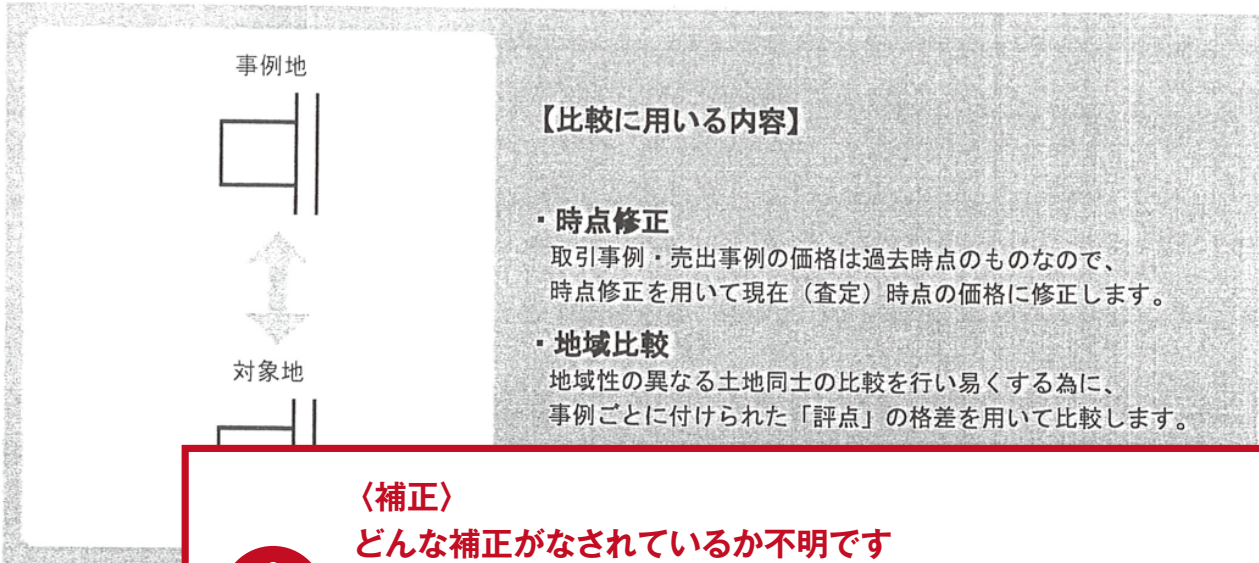 事例地
対象地
【比較に用いる内容】
・時点修正
取引事例・売出事例の価格は過去時点のものなので、
時点修正を用いて現在(査定)時点の価格に修正します。
・地域比較
地域性の異なる土地同士の比較を行い易くする為に、
事例ごとに付けられた「評点」の格差を用いて比較します。
〈補正〉
どんな補正がなされているか不明です